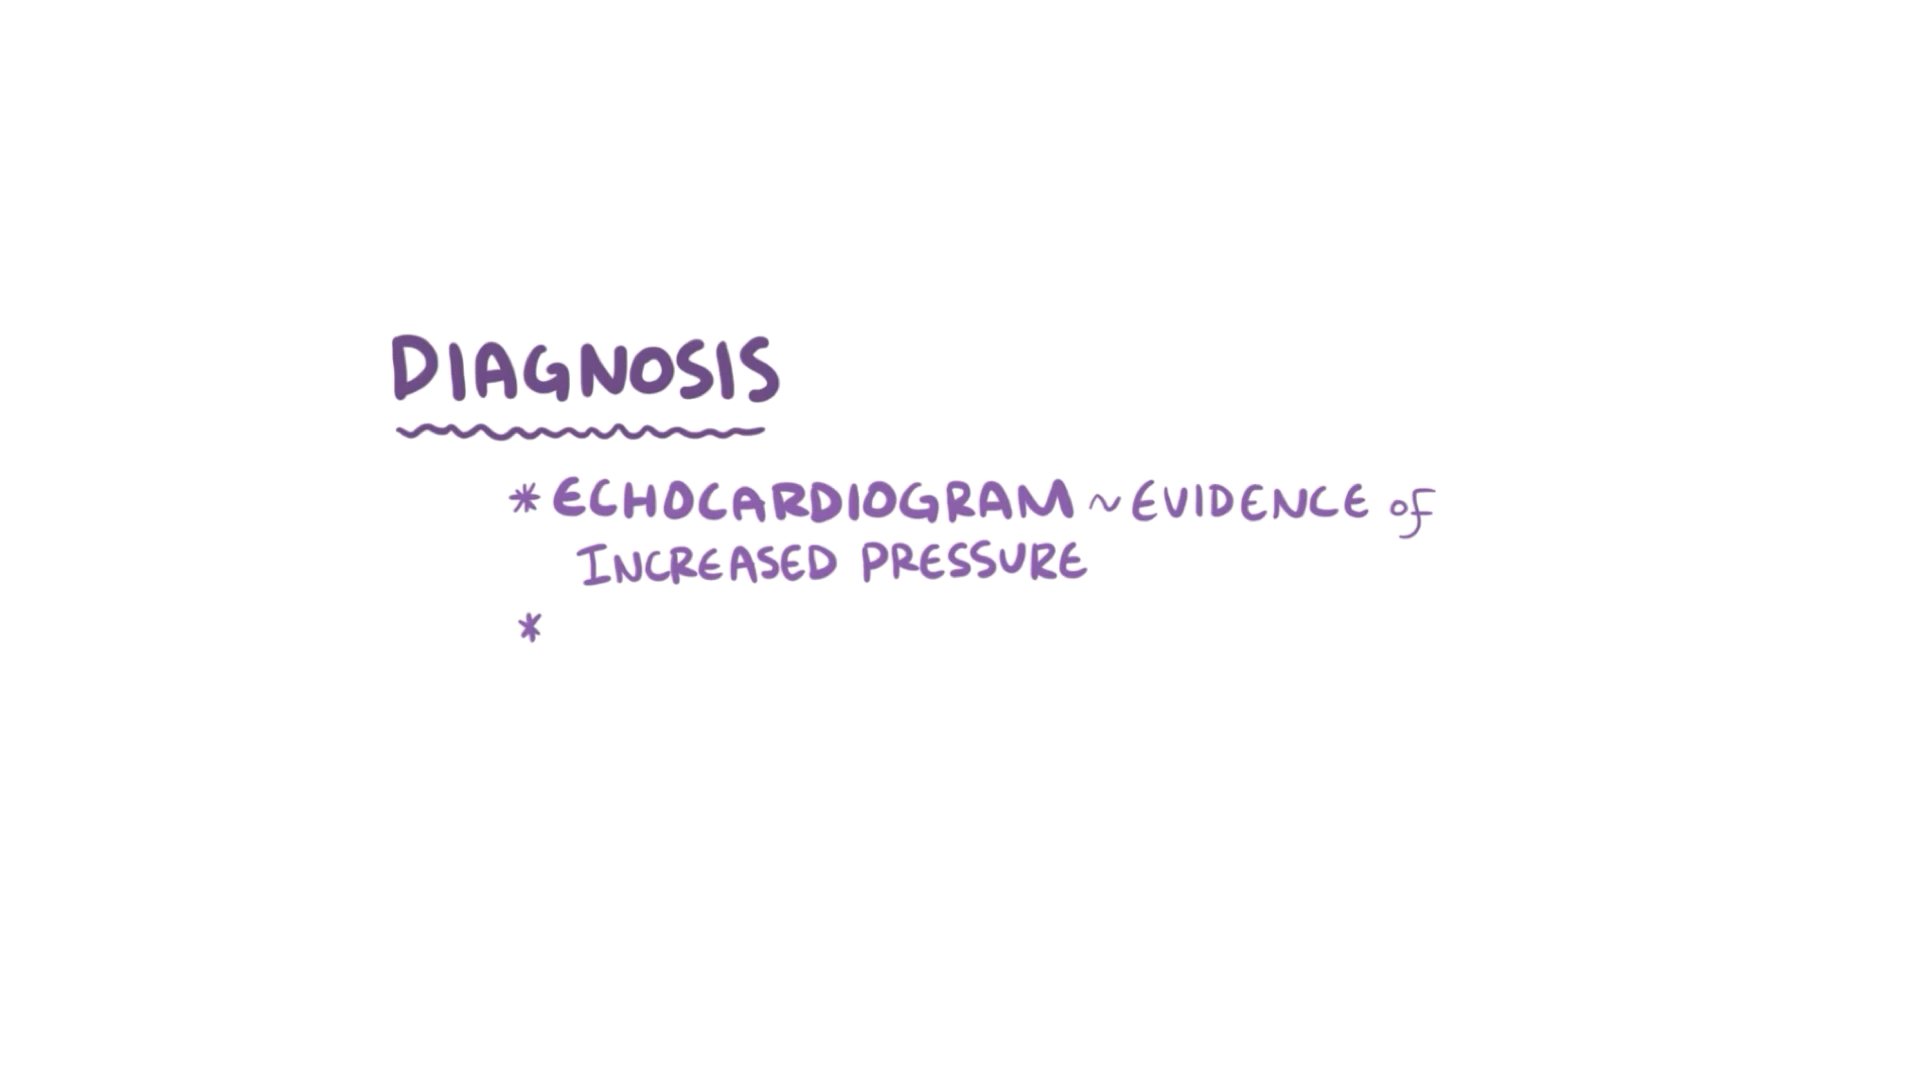 DIAGNOSIS
* ECHOCARDIOGRAM ~ EVIDENCE of
INCREASED PRESSURE
*